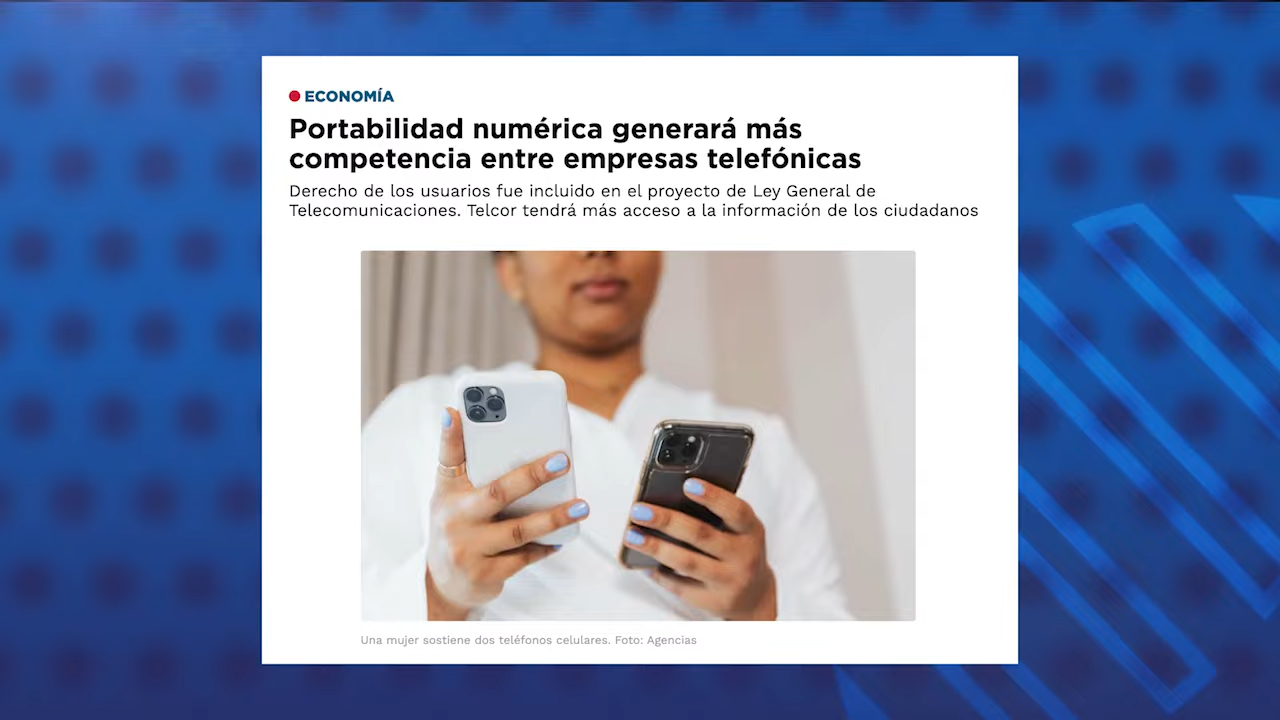 ECONOMÍA
Portabilidad numérica generará más
competencia entre empresas telefónicas
Derecho de los usuarios fue incluido en el proyecto de Ley General de
Telecomunicaciones. Telcor tendrá más acceso a la información de los ciudadanos
Una mujer sostiene dos teléfonos celulares. Foto: Agencias